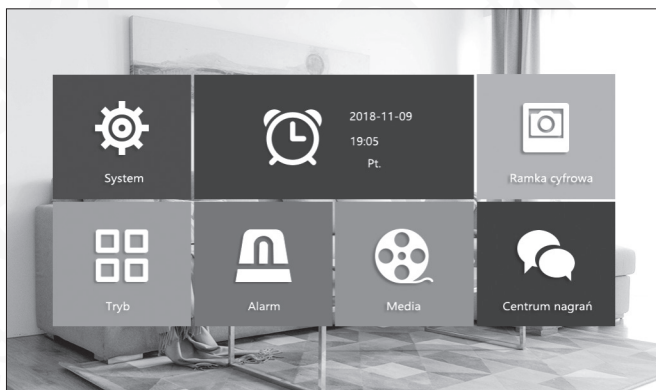 System
2018-11-09
19:05
Pt.
Ramka cyfrowa
Tryb
Alarm
Media
Centrum nagrań